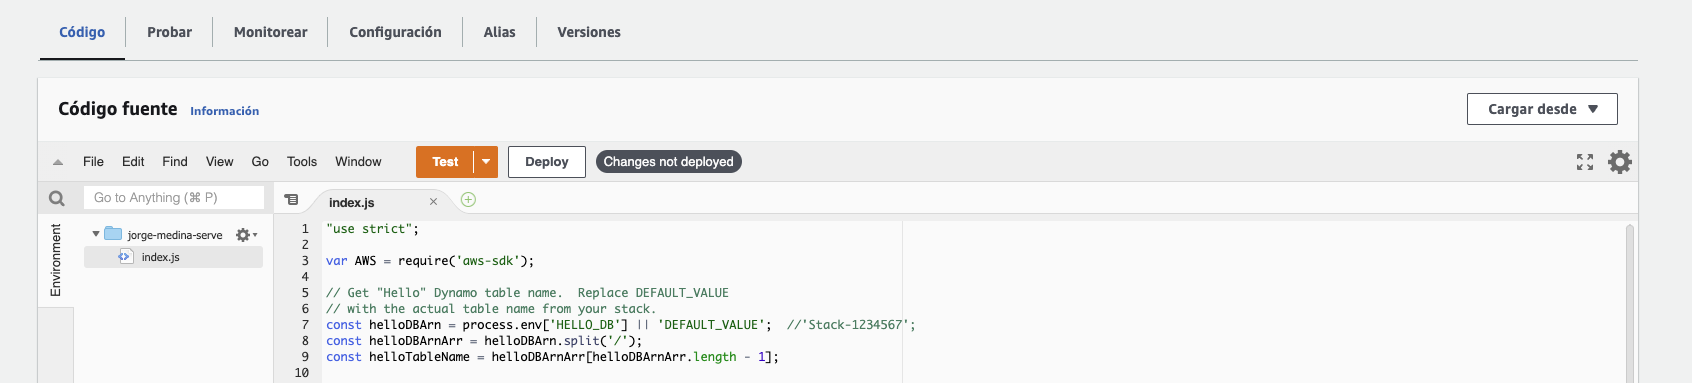 Código Probar Monitorear Configuración Alias Versiones
Código fuente Información
Cargar desde
File Edit Find View Go Tools Window Test Deploy Changes not deployed
Go to Anything (⌘ P)
index.js
Environment
jorge-medina-serve
index.js
1 "use strict";
2
3 var AWS = require('aws-sdk');
4
5 // Get "Hello" Dynamo table name.  Replace DEFAULT_VALUE
6 // with the actual table name from your stack.
7 const helloDBArn = process.env['HELLO_DB'] || 'DEFAULT_VALUE';  //'Stack-1234567';
8 const helloDBArnArr = helloDBArn.split('/');
9 const helloTableName = helloDBArnArr[helloDBArnArr.length - 1];
10